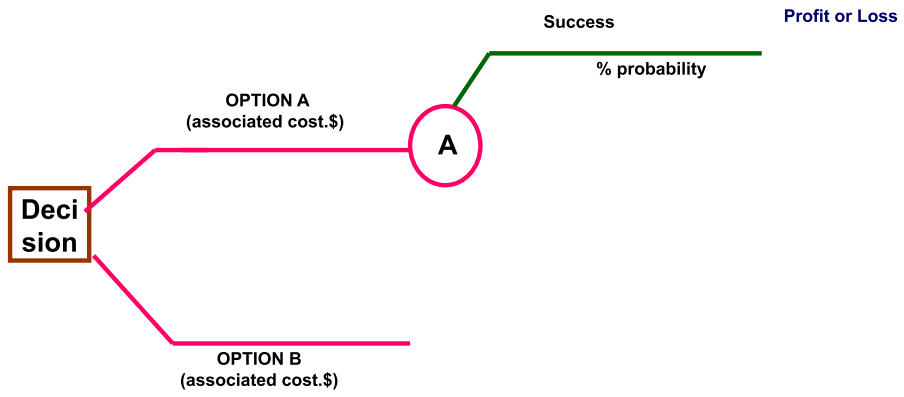 Success
Profit or Loss
% probability
OPTION A
(associated cost.$)
A
Deci
sion
OPTION B
(associated cost.$)